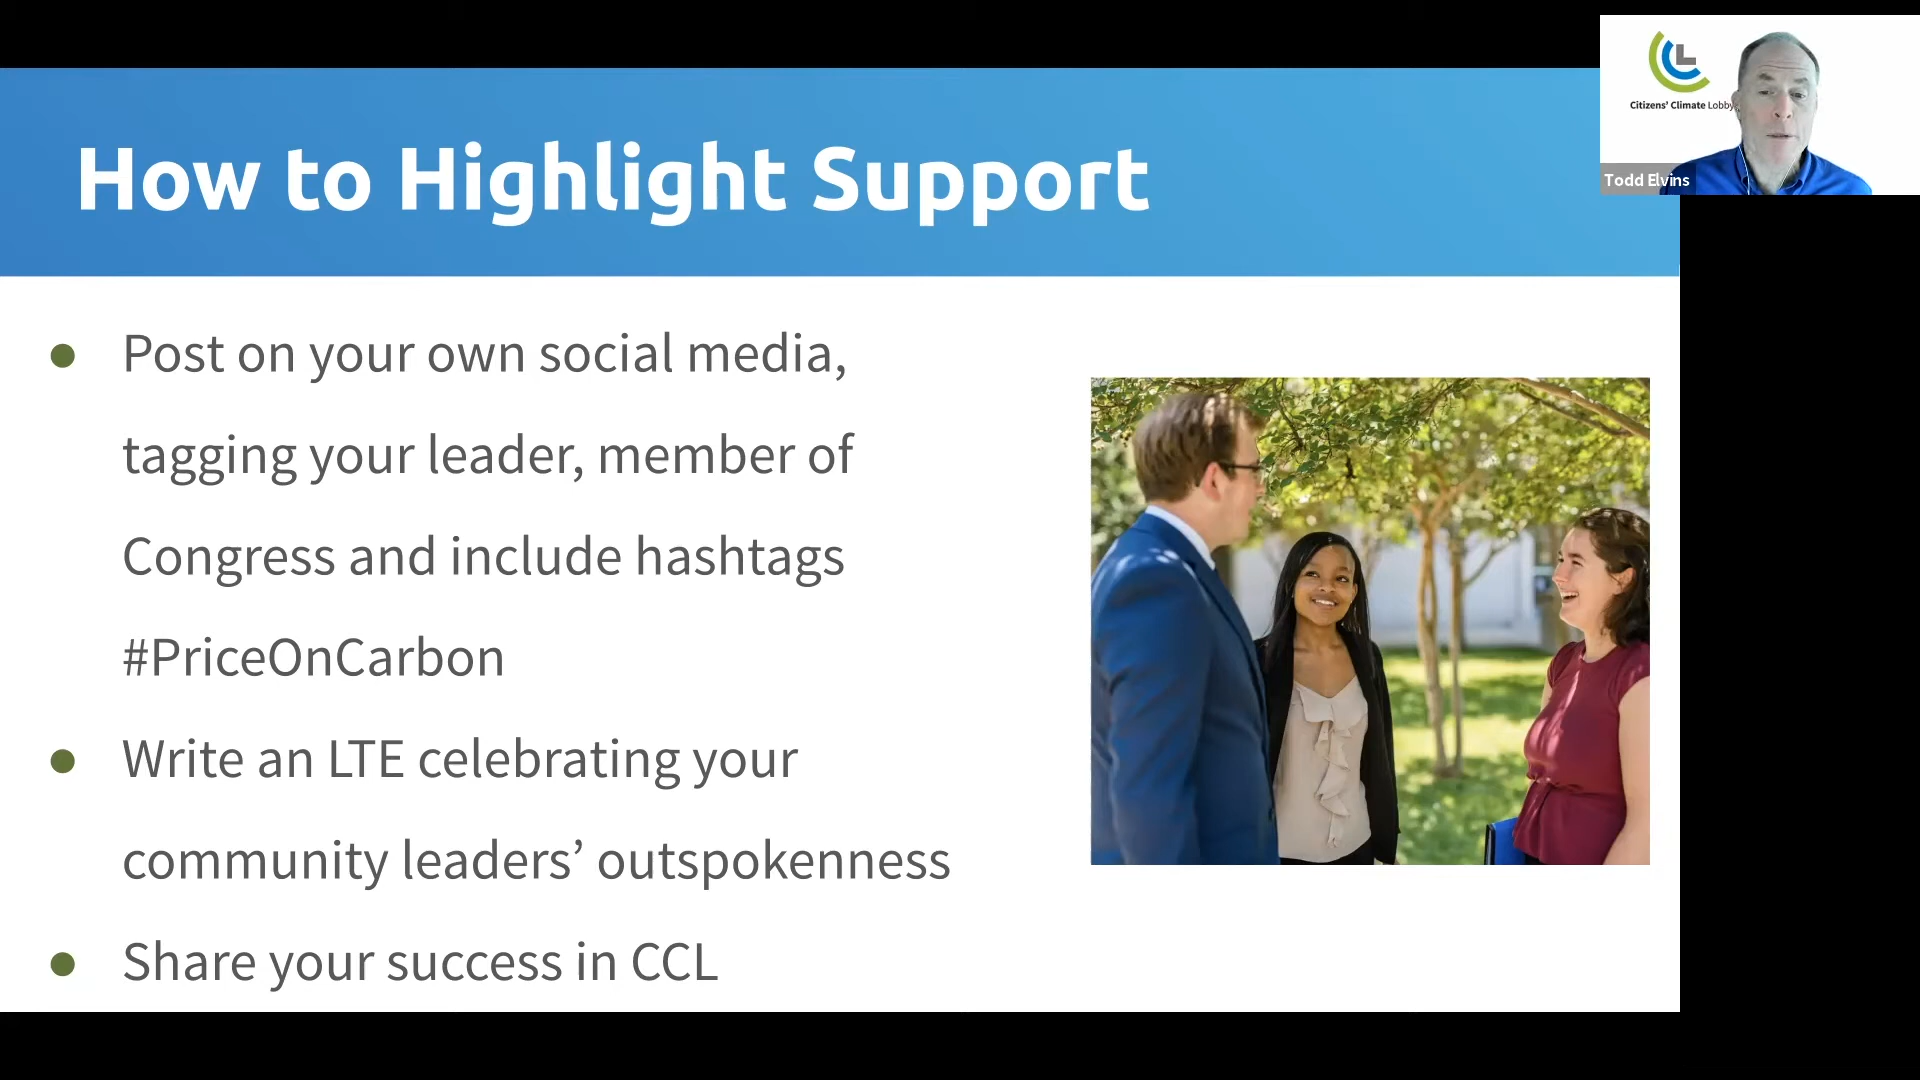 How to Highlight Support
Citizens' Climate Lobby
Todd Elvins
● Post on your own social media,
tagging your leader, member of
Congress and include hashtags
#PriceOnCarbon
● Write an LTE celebrating your
community leaders’ outspokenness
● Share your success in CCL